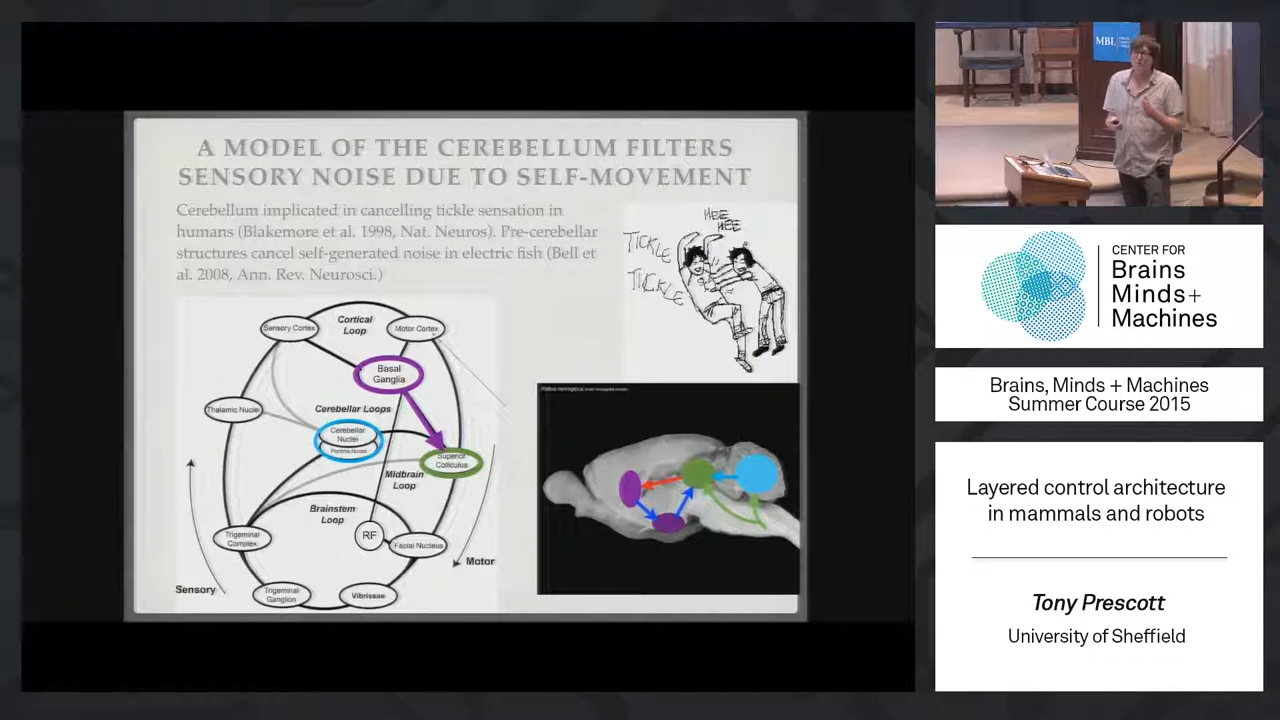 A MODEL OF THE CEREBELLUM FILTERS
SENSORY NOISE DUE TO SELF-MOVEMENT
Cerebellum implicated in cancelling tickle sensation in
humans (Blakemore et al. 1998, Nat. Neuros). Pre-cerebellar
structures cancel self-generated noise in electric fish (Bell et
al. 2008, Ann. Rev. Neurosci.)
HEE
HEE
TICKLE
TICKLE
Sensory Cortex
Cortical
Loop
Motor Cortex
Basal
Ganglia
Thalamic Nuclei
Cerebellar Loops
Cerebellar
Nuclei
Pontine Nuclei
Superior
Colliculus
Midbrain
Loop
Brainstem
Loop
Trigeminal
Complex
RF
Facial Nucleus
Motor
Sensory
Trigeminal
Ganglion
Vibrissae
MBL
CENTER FOR
Brains
Minds+
Machines
Brains, Minds + Machines
Summer Course 2015
Layered control architecture
in mammals and robots
Tony Prescott
University of Sheffield